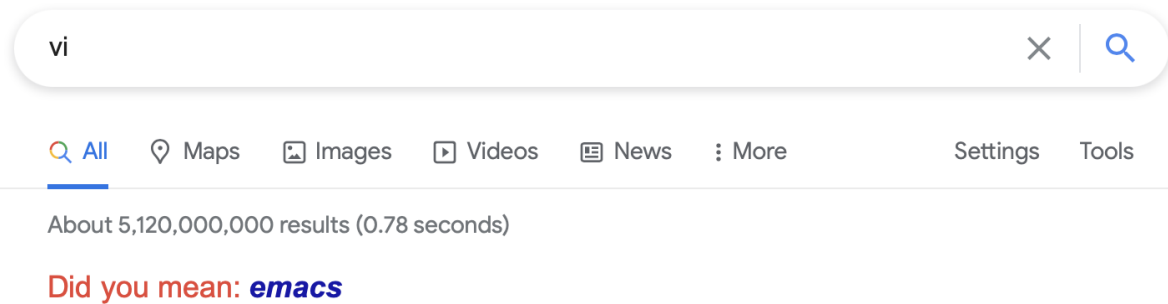 vi
All Maps Images Videos News More Settings Tools
About 5,120,000,000 results (0.78 seconds)
Did you mean: emacs